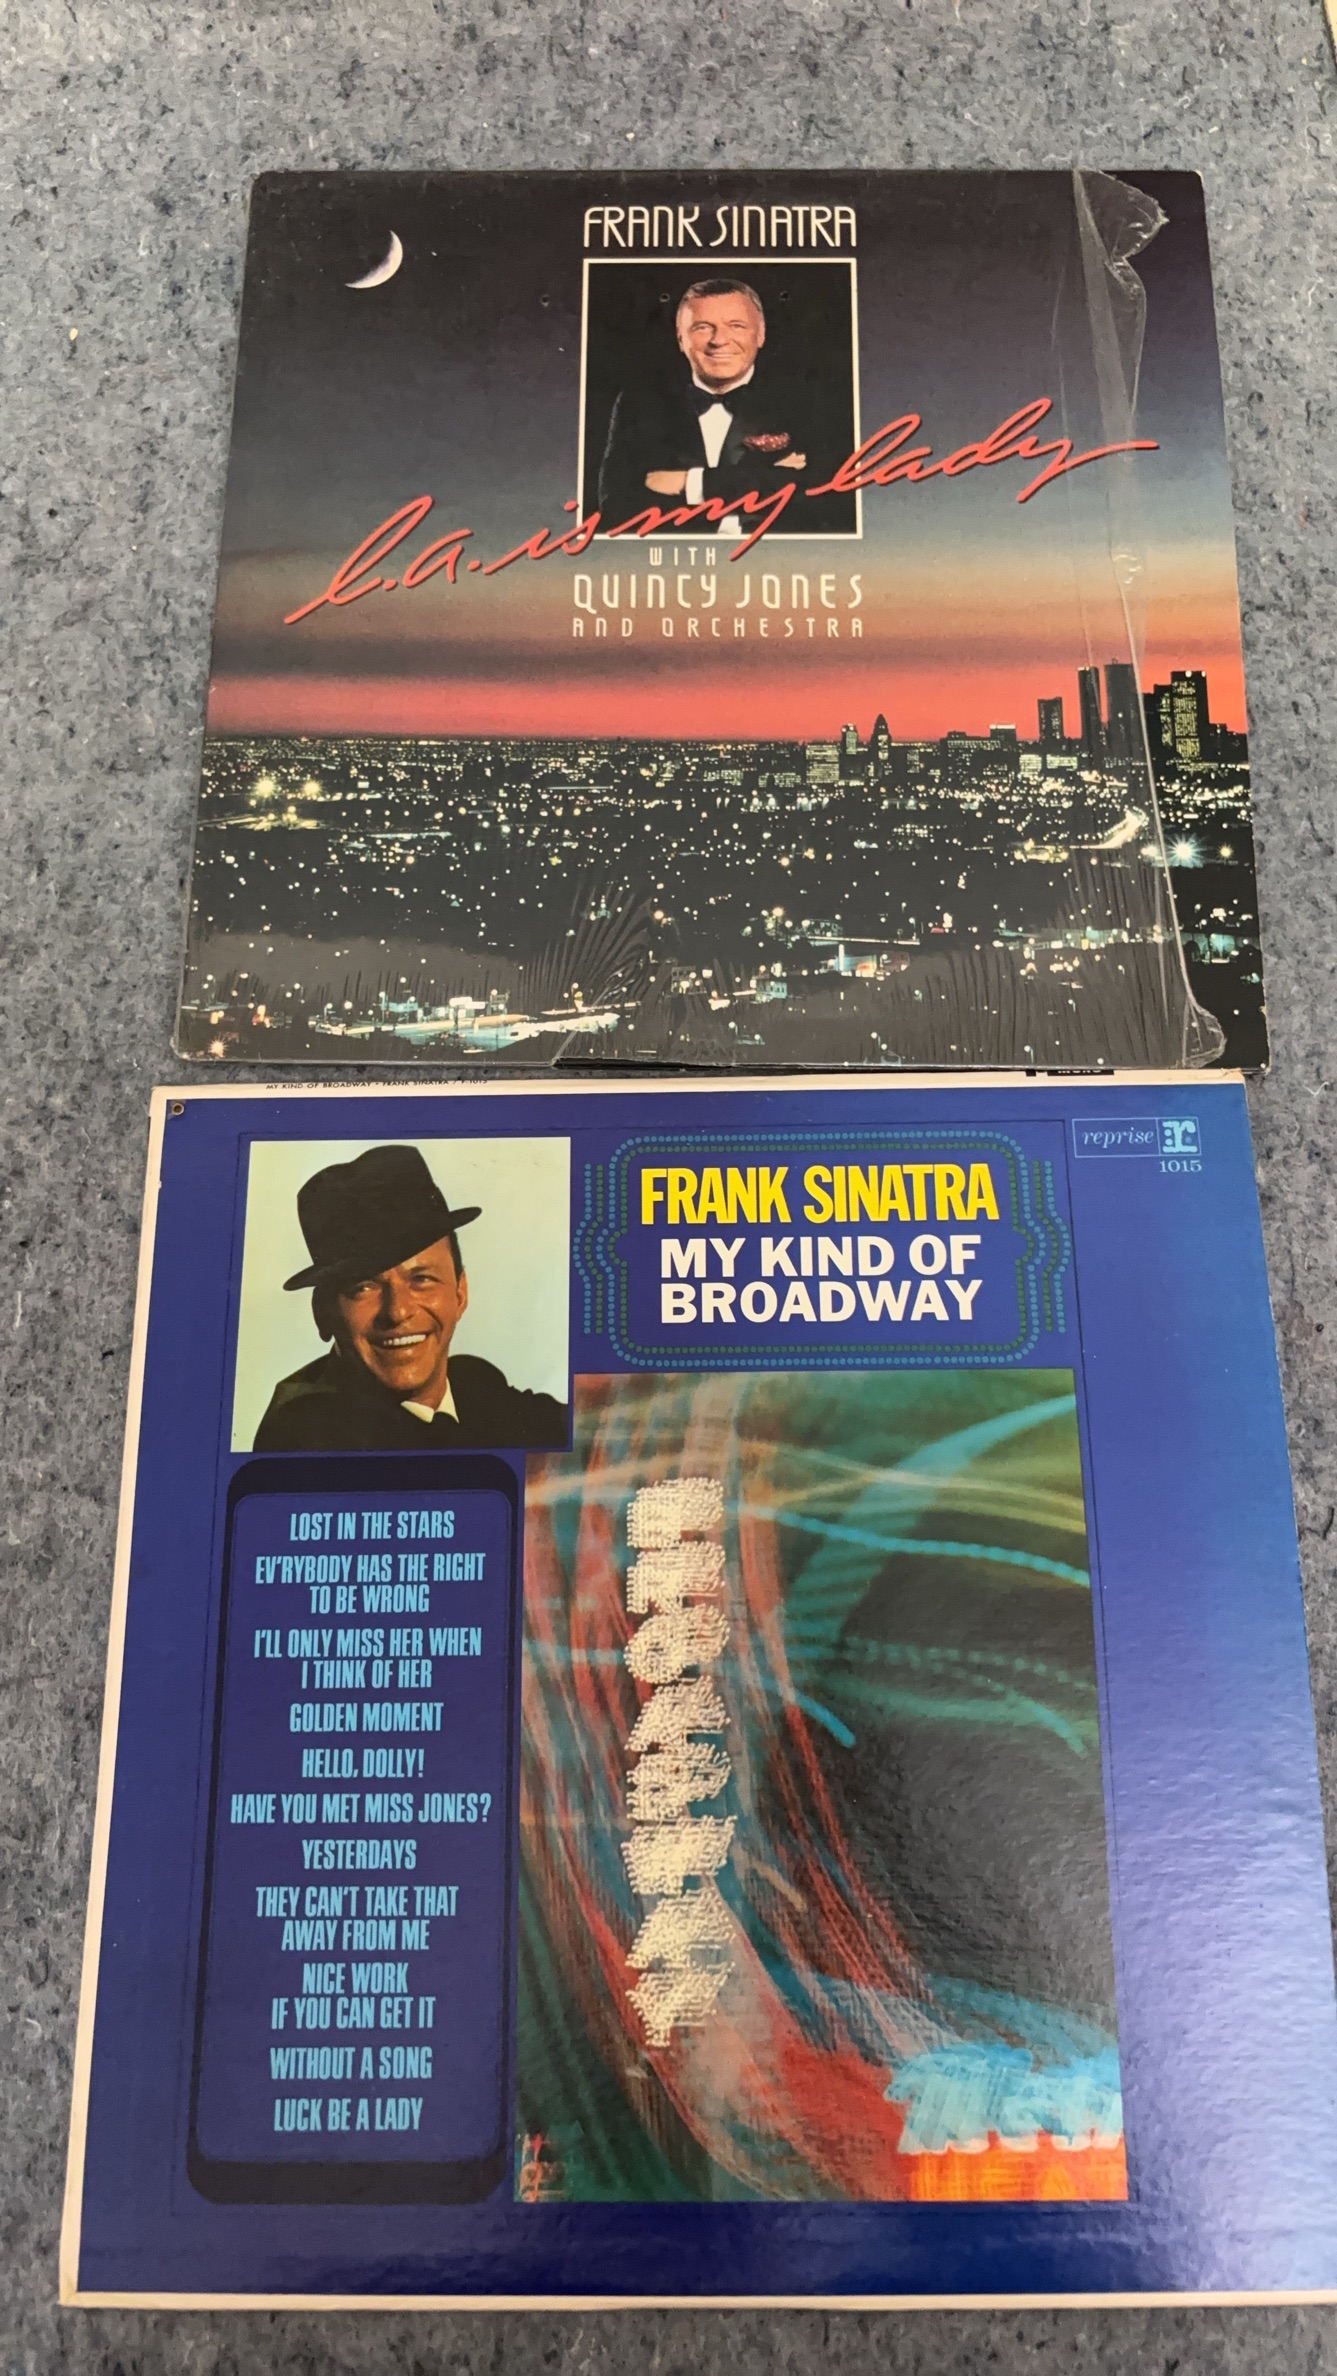 FRANK SINATRA
l.a. is my lady
WITH
QUINCY JONES
AND ORCHESTRA
MY KIND OF BROADWAY • FRANK SINATRA / F-1015
MONO
reprise r:
1015
FRANK SINATRA
MY KIND OF
BROADWAY
LOST IN THE STARS
EV'RYBODY HAS THE RIGHT
TO BE WRONG
I'LL ONLY MISS HER WHEN
I THINK OF HER
GOLDEN MOMENT
HELLO, DOLLY!
HAVE YOU MET MISS JONES?
YESTERDAYS
THEY CAN'T TAKE THAT
AWAY FROM ME
NICE WORK
IF YOU CAN GET IT
WITHOUT A SONG
LUCK BE A LADY